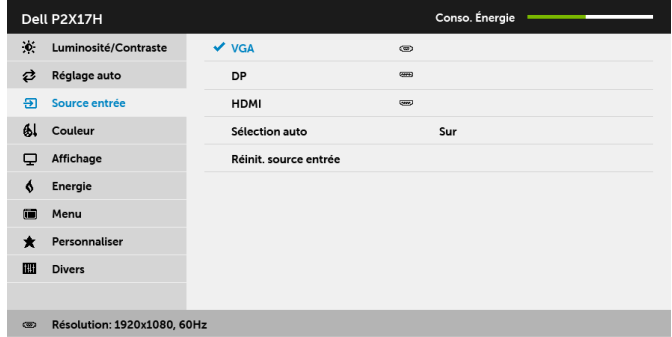 Dell P2X17H Conso. Énergie
Luminosité/Contraste VGA
Réglage auto DP
Source entrée HDMI
Couleur Sélection auto Sur
Affichage Réinit. source entrée
Energie
Menu
Personnaliser
Divers
Résolution: 1920x1080, 60Hz